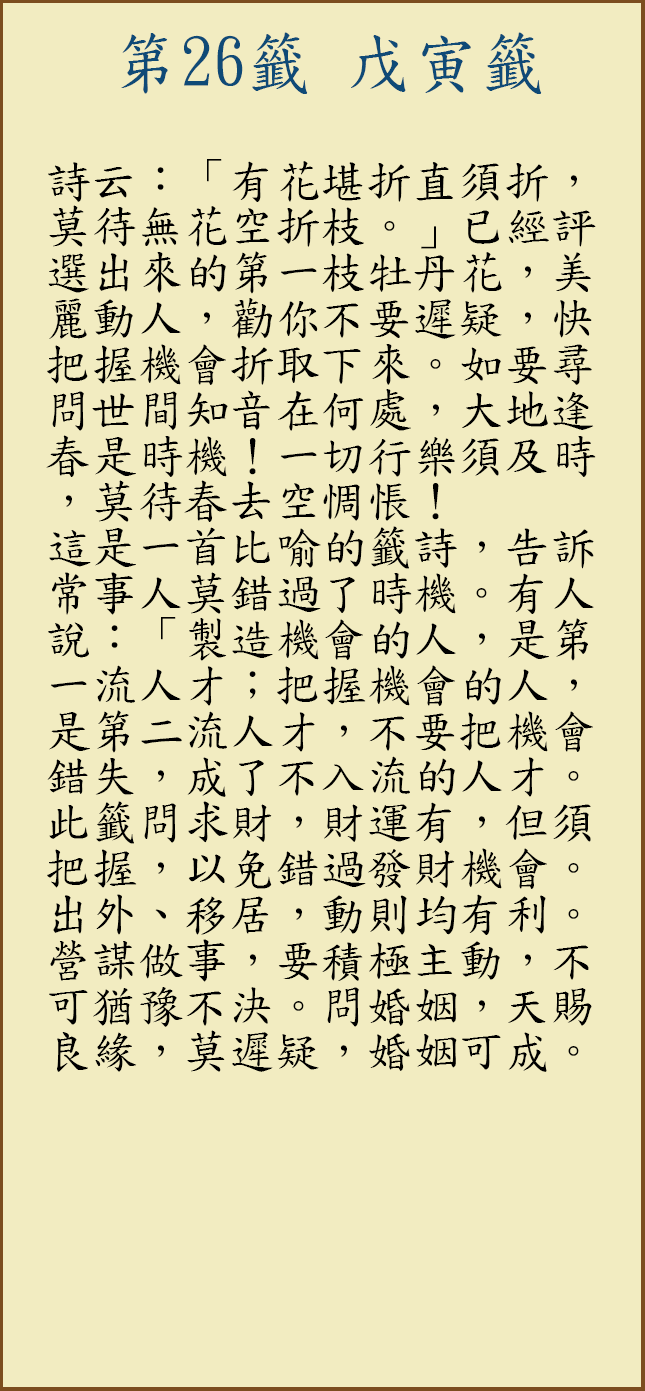 第26籤 戊寅籤
詩云：「有花堪折直須折，
莫待無花空折枝。」已經評
選出來的第一枝牡丹花，美
麗動人，勸你不要遲疑，快
把握機會折取下來。如要尋
問世間知音在何處，大地逢
春是時機！一切行樂須及時
，莫待春去空惆悵！
這是一首比喻的籤詩，告訴
常事人莫錯過了時機。有人
說：「製造機會的人，是第
一流人才；把握機會的人，
是第二流人才，不要把機會
錯失，成了不入流的人才。
此籤問求財，財運有，但須
把握，以免錯過發財機會。
出外、移居，動則均有利。
營謀做事，要積極主動，不
可猶豫不決。問婚姻，天賜
良緣，莫遲疑，婚姻可成。